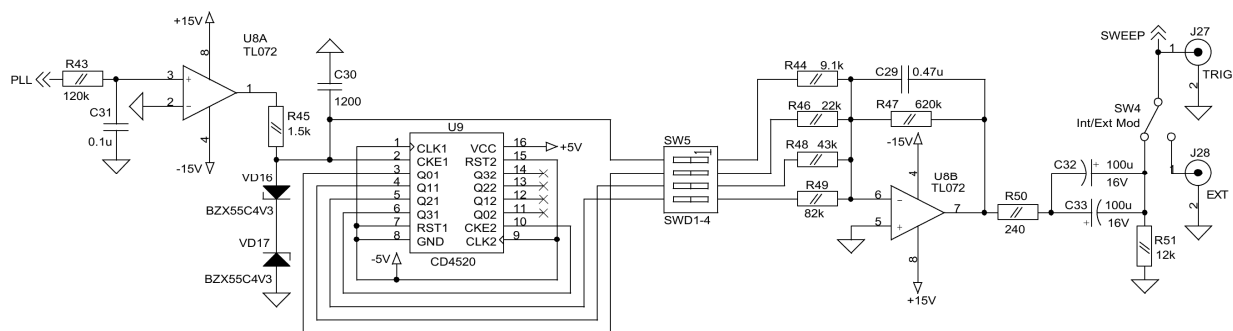 +15V
U8A
TL072
8
PLL
R43
120k
3
+
2
−
1
4
-15V
C31
0.1u
R45
1.5k
C30
1200
VD16
BZX55C4V3
VD17
BZX55C4V3
U9
1 CLK1 VCC 16 +5V
2 CKE1 RST2 15
3 Q01 Q32 14
4 Q11 Q22 13
5 Q21 Q12 12
6 Q31 Q02 11
7 RST1 CKE2 10
8 GND CLK2 9
CD4520
-5V
SW5
1
SWD1-4
R44 9.1k
R46 22k
R48 43k
R49
82k
C29 0.47u
R47 620k
-15V
4
U8B
TL072
6
−
5
+
7
8
+15V
R50
240
C32 + 100u
16V
C33 100u
+ 16V
R51
12k
SWEEP
J27
1
TRIG
2
SW4
Int/Ext Mod
J28
1
EXT
2